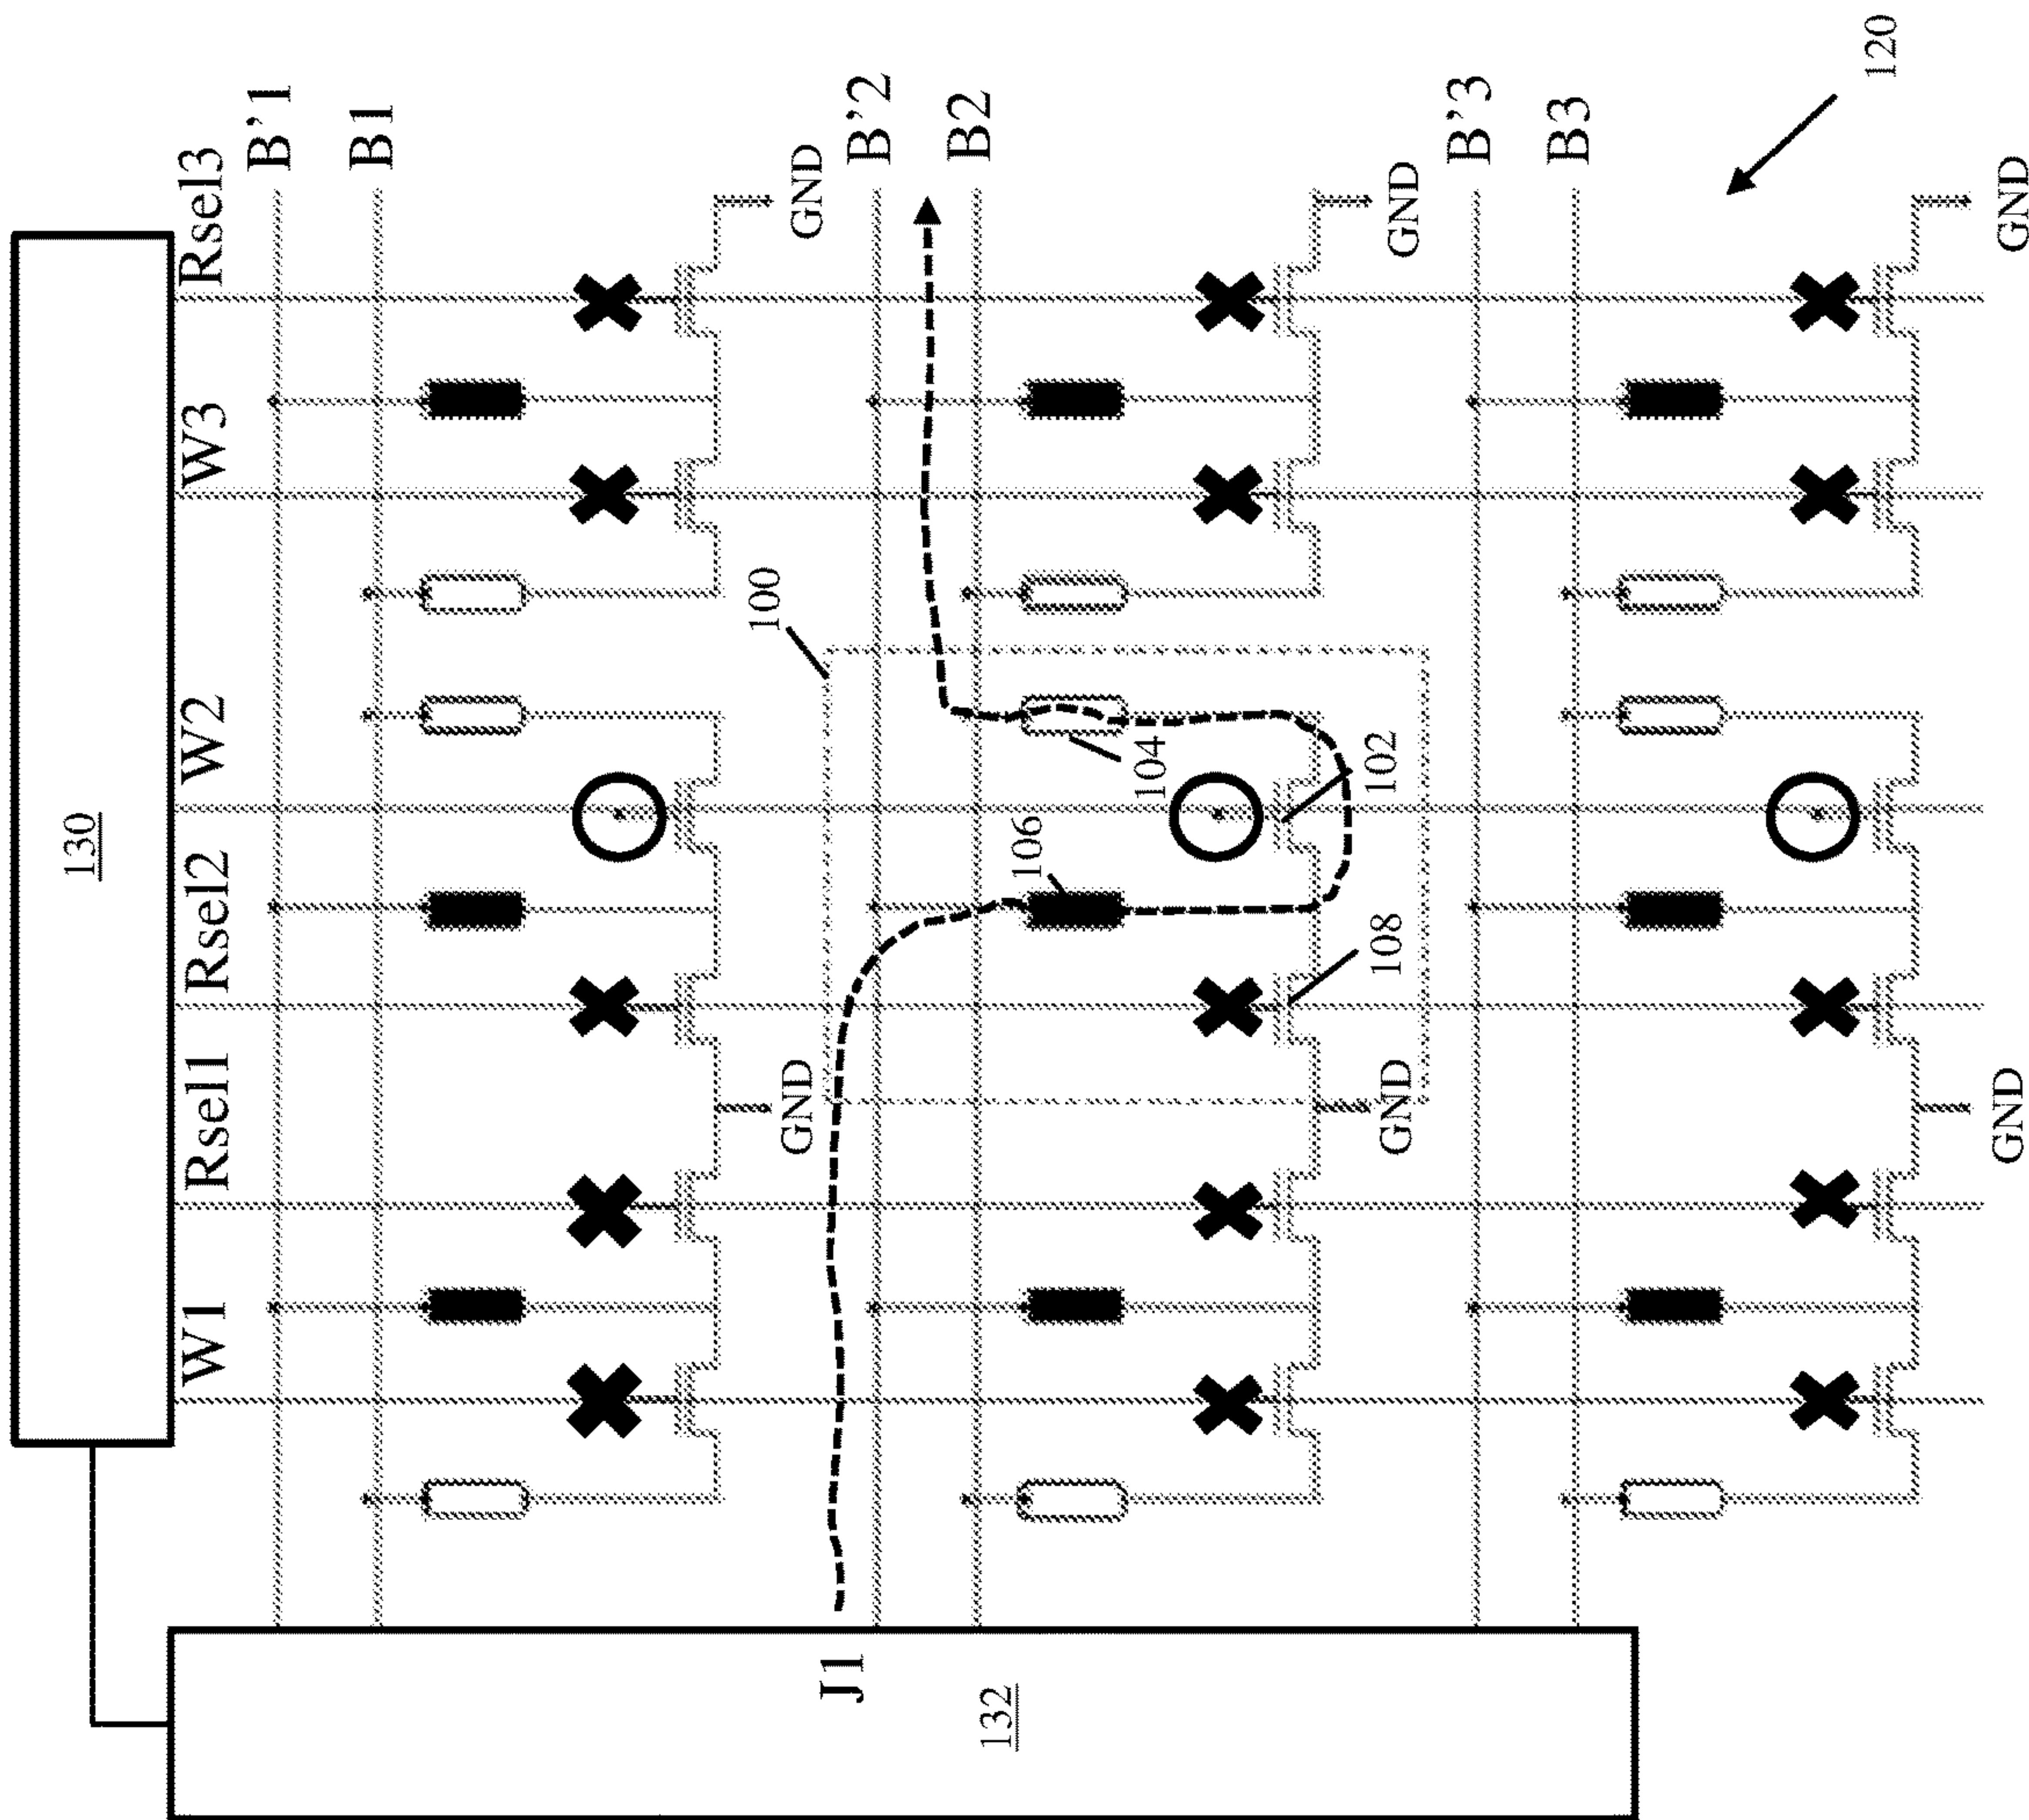 130
W1
Rsel1
Rsel2
W2
W3
Rsel3
B'1
B1
GND
GND
100
J1
B'2
B2
106
104
102
108
GND
GND
132
B'3
B3
GND
GND
120